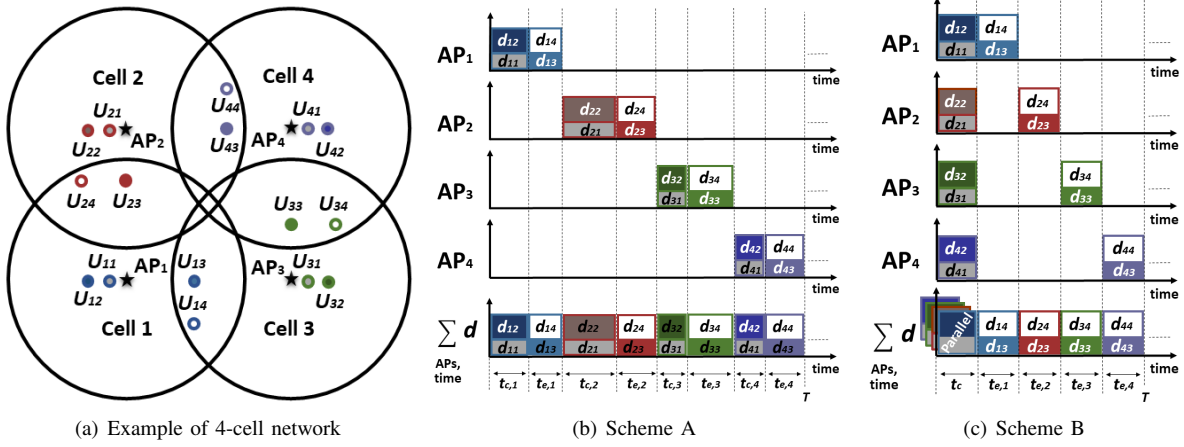 Cell 2
Cell 4
U44
U21
U41
AP2
AP4
U22
U43
U42
U24
U23
U33
U34
U11
AP1
U13
AP3
U31
U12
U14
U32
Cell 1
Cell 3
(a) Example of 4-cell network
AP1
d12
d14
d11
d13
time
AP2
d22
d24
d21
d23
time
AP3
d32
d34
d31
d33
time
AP4
d42
d44
d41
d43
time
∑ d
d12
d14
d22
d24
d32
d34
d42
d44
d11
d13
d21
d23
d31
d33
d41
d43
time
APs,
time
tc,1
te,1
tc,2
te,2
tc,3
te,3
tc,4
te,4
T
(b) Scheme A
AP1
d12
d14
d11
d13
time
AP2
d22
d24
d21
d23
time
AP3
d32
d34
d31
d33
time
AP4
d42
d44
d41
d43
time
∑ d
Parallel
d14
d24
d34
d44
d13
d23
d33
d43
time
APs,
time
tc
te,1
te,2
te,3
te,4
T
(c) Scheme B